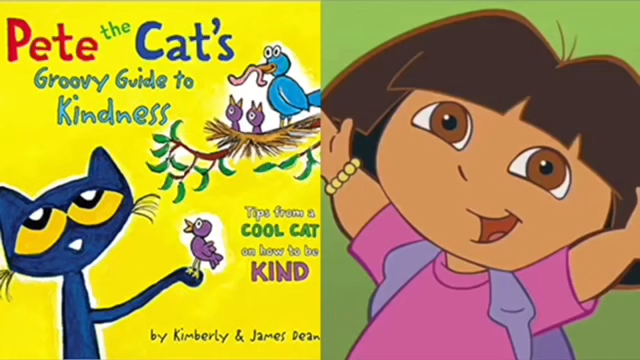 Pete the Cat's
Groovy Guide to
Kindness
Tips from a
COOL CAT
on how to be
KIND
by Kimberly & James Dean